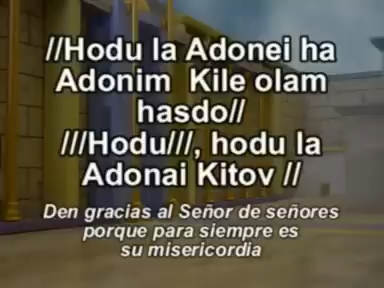 //Hodu la Adonei ha
Adonim Kile olam
hasdo//
///Hodu///, hodu la
Adonai Kitov //
Den gracias al Señor de señores
porque para siempre es
su misericordia